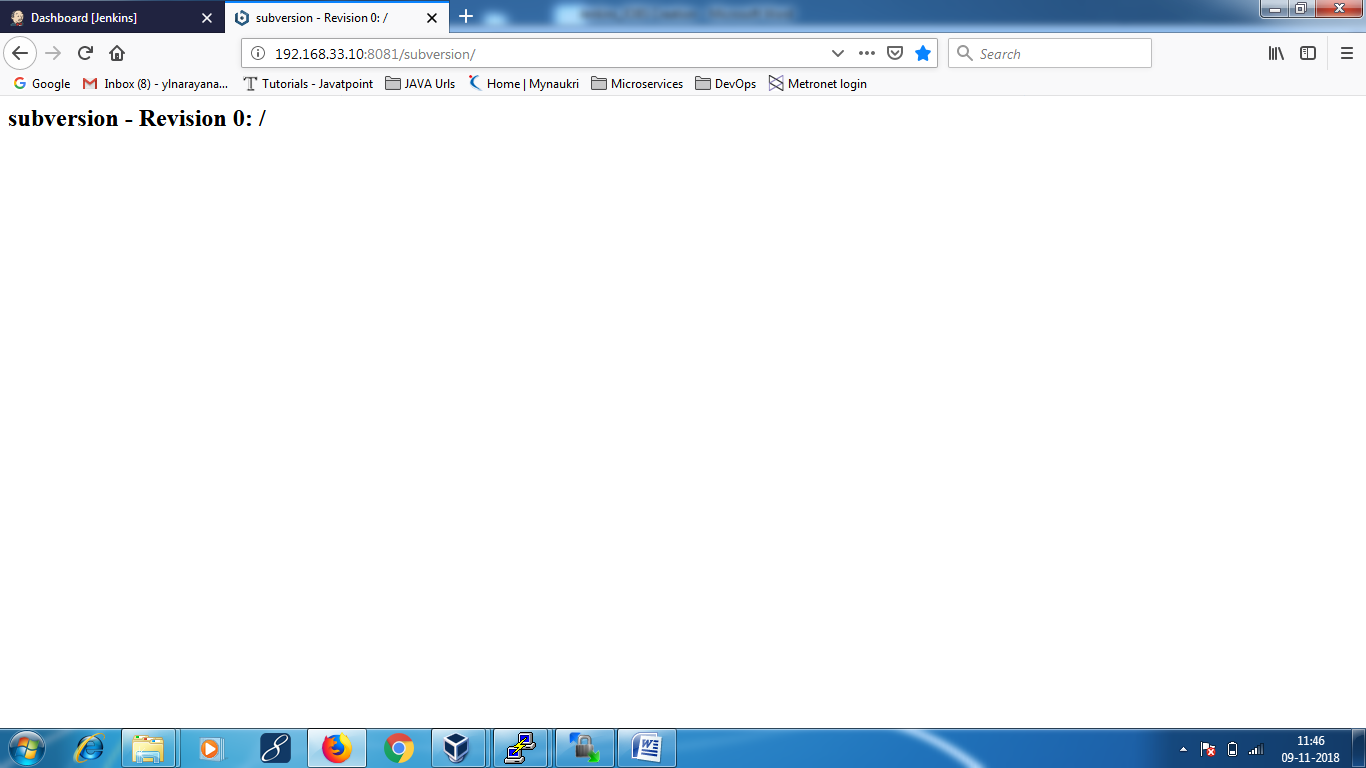 Dashboard [Jenkins]
subversion - Revision 0: /
192.168.33.10:8081/subversion/
Search
Google
Inbox (8) - ylnarayana...
Tutorials - Javatpoint
JAVA Urls
Home | Mynaukri
Microservices
DevOps
Metronet login
subversion - Revision 0: /
11:46
09-11-2018